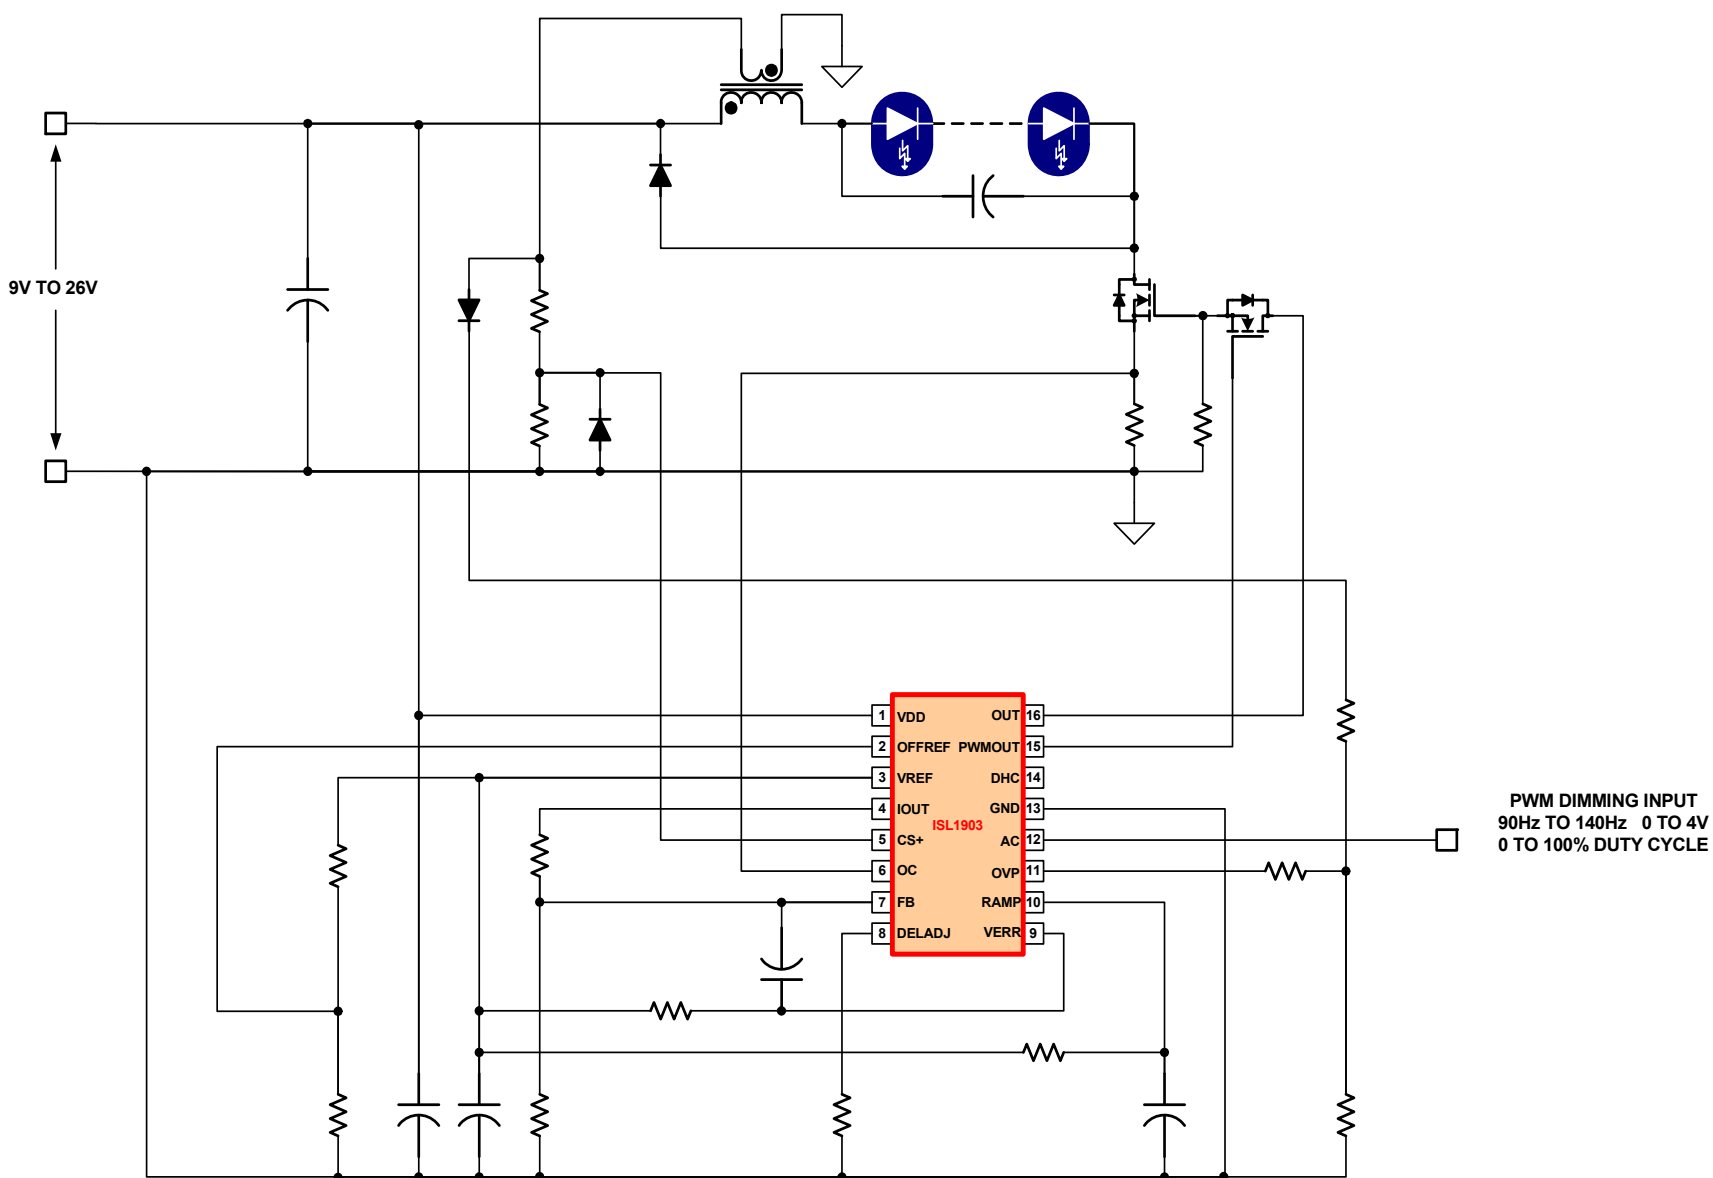 9V TO 26V
1 VDD OUT 16
2 OFFREF PWMOUT 15
3 VREF DHC 14
4 IOUT GND 13
ISL1903
5 CS+ AC 12
6 OC OVP 11
7 FB RAMP 10
8 DELADJ VERR 9
PWM DIMMING INPUT
90Hz TO 140Hz 0 TO 4V
0 TO 100% DUTY CYCLE